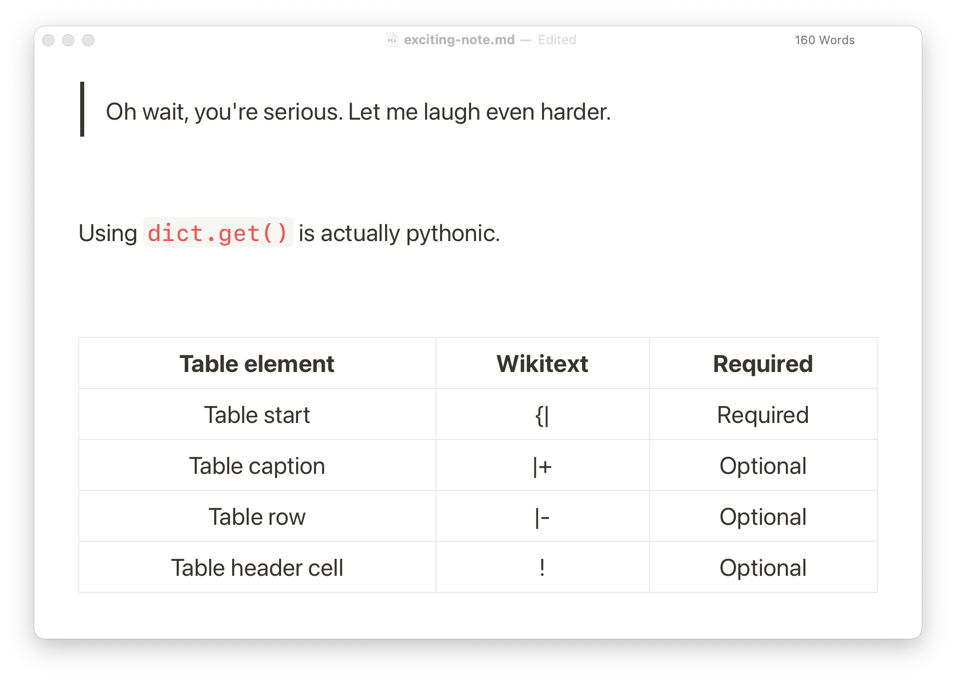 exciting-note.md — Edited
160 Words
Oh wait, you're serious. Let me laugh even harder.
Using dict.get() is actually pythonic.
Table element Wikitext Required
Table start {| Required
Table caption |+ Optional
Table row |- Optional
Table header cell ! Optional